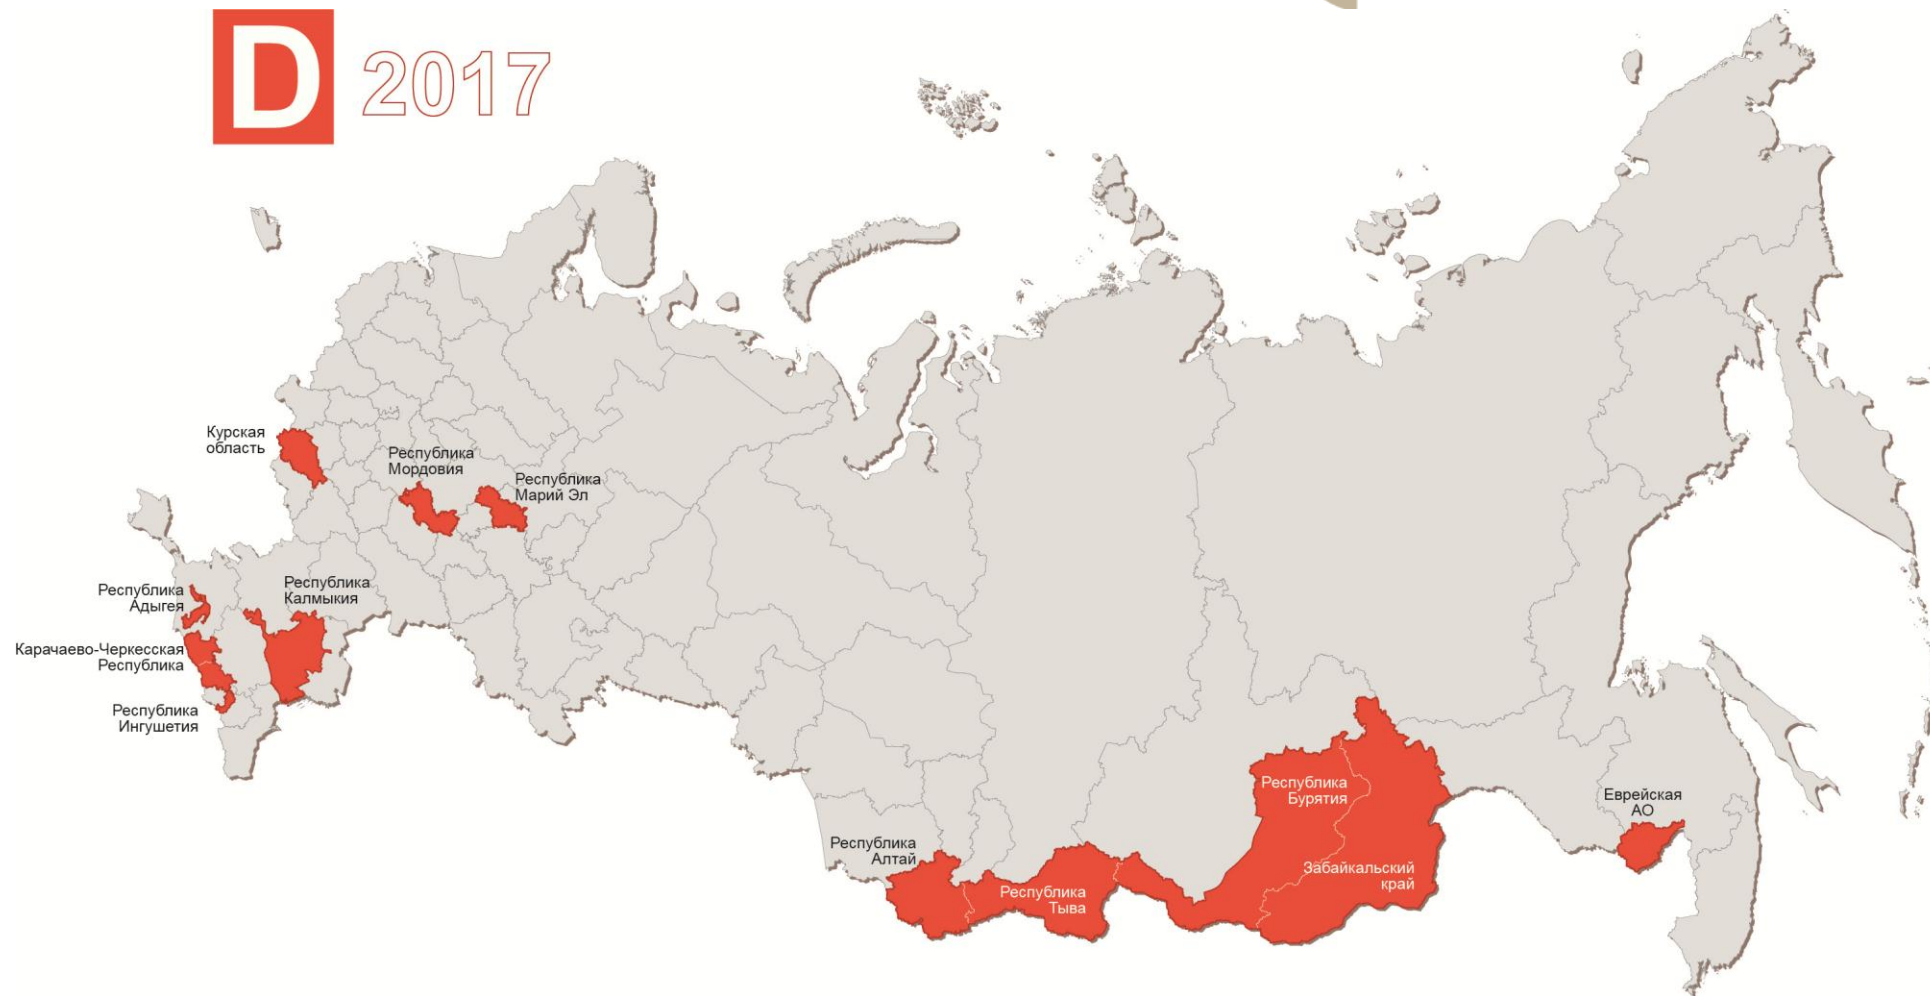 D 2017
Курская
область
Республика
Мордовия
Республика
Марий Эл
Республика
Адыгея
Республика
Калмыкия
Карачаево-Черкесская
Республика
Республика
Ингушетия
Республика
Бурятия
Еврейская
АО
Республика
Алтай
Забайкальский
край
Республика
Тыва